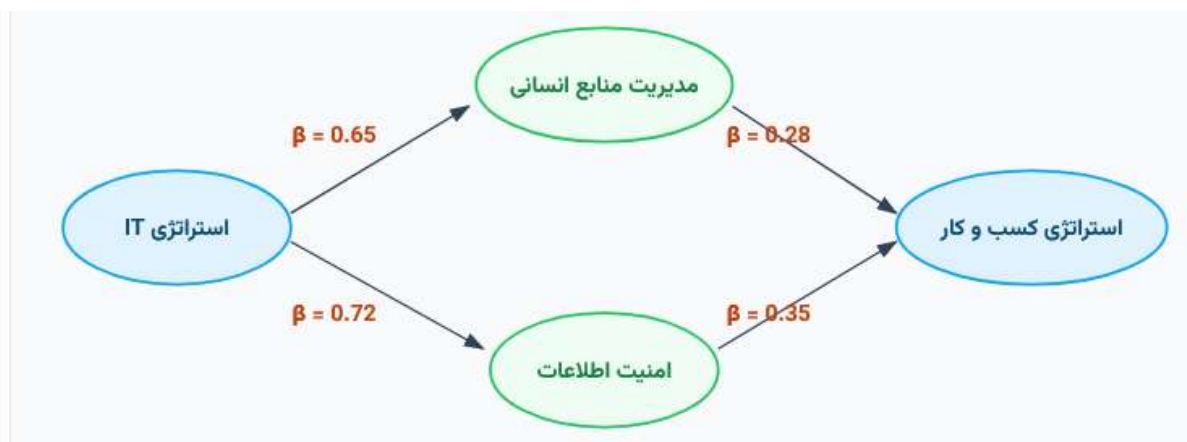 مدیریت منابع انسانی
β = 0.65
β = 0.28
استراتژی IT
استراتژی کسب و کار
β = 0.72
β = 0.35
امنیت اطلاعات